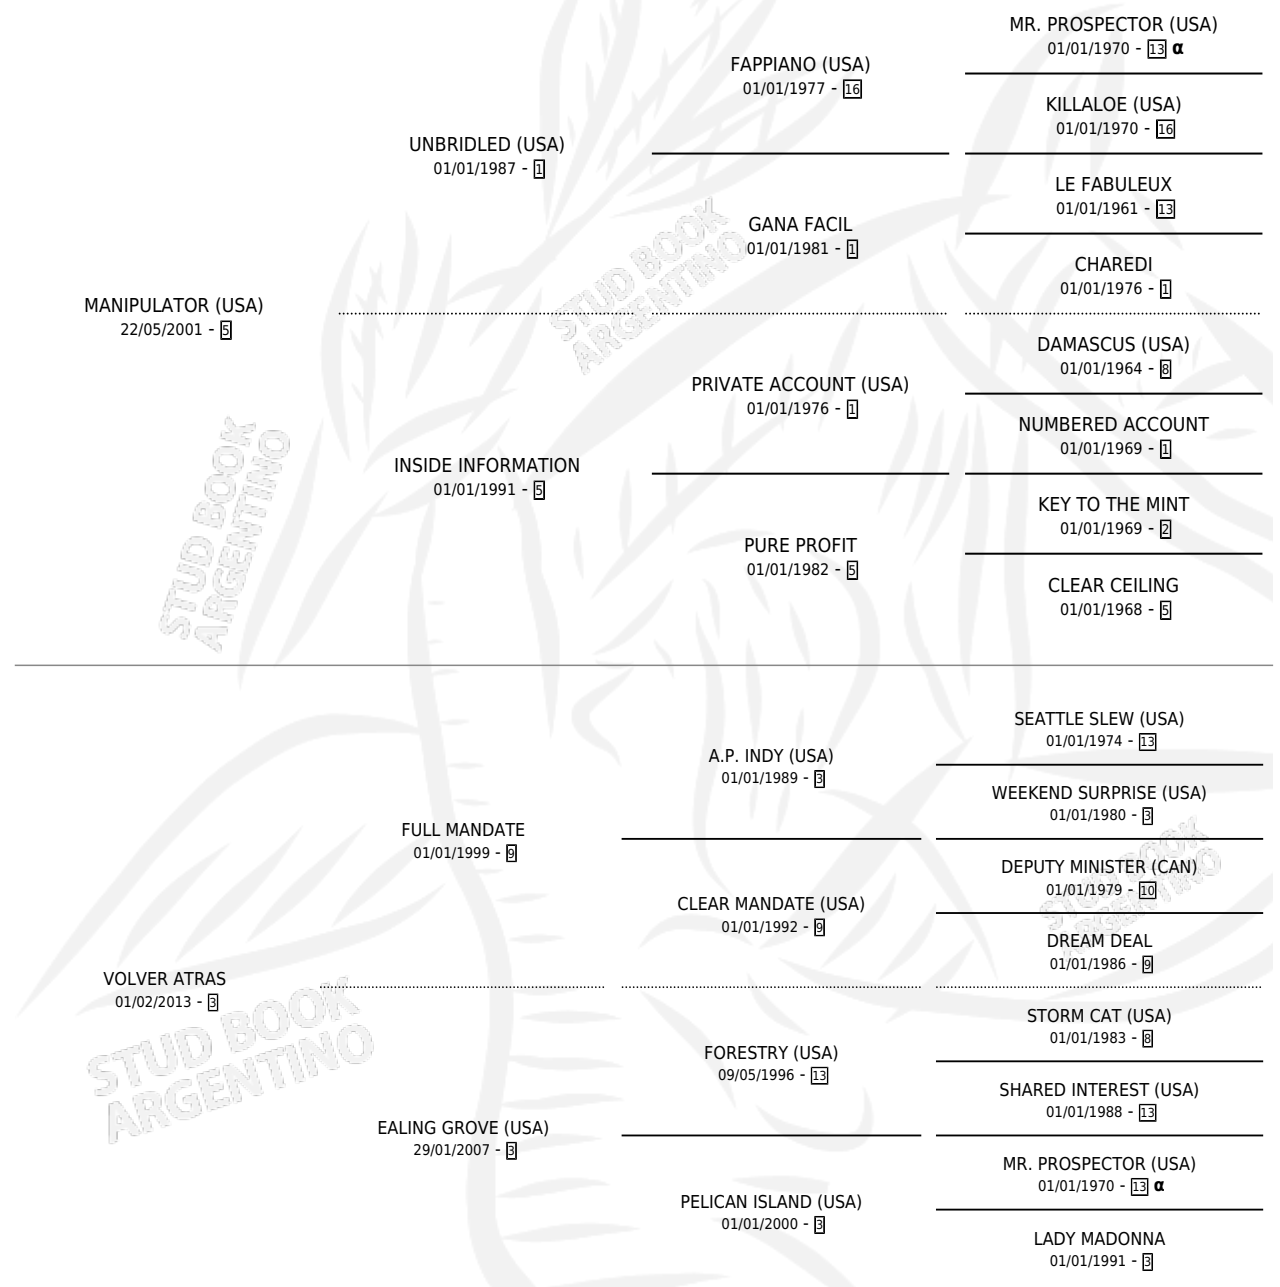 MR. PROSPECTOR (USA)
01/01/1970 - 13 α
FAPPIANO (USA)
01/01/1977 - 16
KILLALOE (USA)
01/01/1970 - 16
UNBRIDLED (USA)
01/01/1987 - 1
LE FABULEUX
01/01/1961 - 13
GANA FACIL
01/01/1981 - 1
CHAREDI
01/01/1976 - 1
MANIPULATOR (USA)
22/05/2001 - 5
DAMASCUS (USA)
01/01/1964 - 8
PRIVATE ACCOUNT (USA)
01/01/1976 - 1
NUMBERED ACCOUNT
01/01/1969 - 1
INSIDE INFORMATION
01/01/1991 - 5
KEY TO THE MINT
01/01/1969 - 2
PURE PROFIT
01/01/1982 - 5
CLEAR CEILING
01/01/1968 - 5
SEATTLE SLEW (USA)
01/01/1974 - 13
A.P. INDY (USA)
01/01/1989 - 3
WEEKEND SURPRISE (USA)
01/01/1980 - 3
FULL MANDATE
01/01/1999 - 9
DEPUTY MINISTER (CAN)
01/01/1979 - 10
CLEAR MANDATE (USA)
01/01/1992 - 9
DREAM DEAL
01/01/1986 - 9
VOLVER ATRAS
01/02/2013 - 3
STORM CAT (USA)
01/01/1983 - 8
FORESTRY (USA)
09/05/1996 - 13
SHARED INTEREST (USA)
01/01/1988 - 13
EALING GROVE (USA)
29/01/2007 - 3
MR. PROSPECTOR (USA)
01/01/1970 - 13 α
PELICAN ISLAND (USA)
01/01/2000 - 3
LADY MADONNA
01/01/1991 - 3
STUD BOOK
ARGENTINO
STUD BOOK
ARGENTINO
STUD BOOK
ARGENTINO
STUD BOOK
ARGENTINO